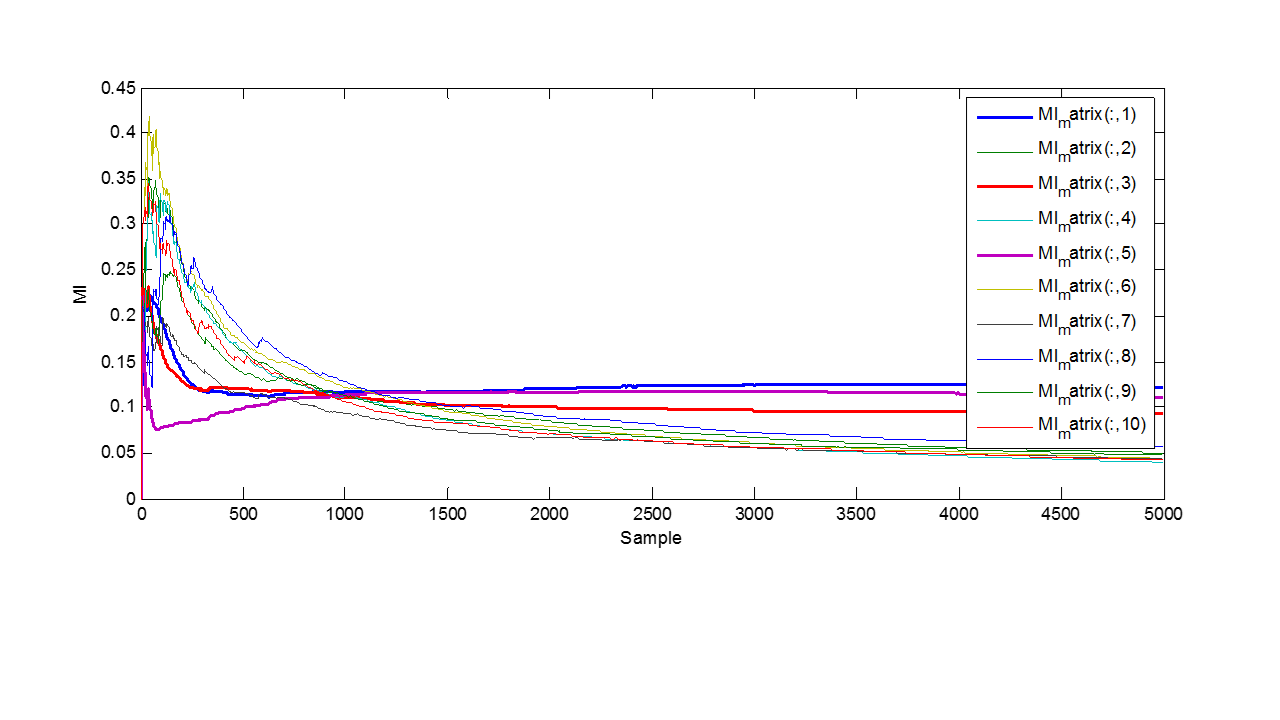 0.45
0.4
0.35
0.3
0.25
0.2
0.15
0.1
0.05
0
MI
0 500 1000 1500 2000 2500 3000 3500 4000 4500 5000
Sample
MI_matrix(:,1)
MI_matrix(:,2)
MI_matrix(:,3)
MI_matrix(:,4)
MI_matrix(:,5)
MI_matrix(:,6)
MI_matrix(:,7)
MI_matrix(:,8)
MI_matrix(:,9)
MI_matrix(:,10)